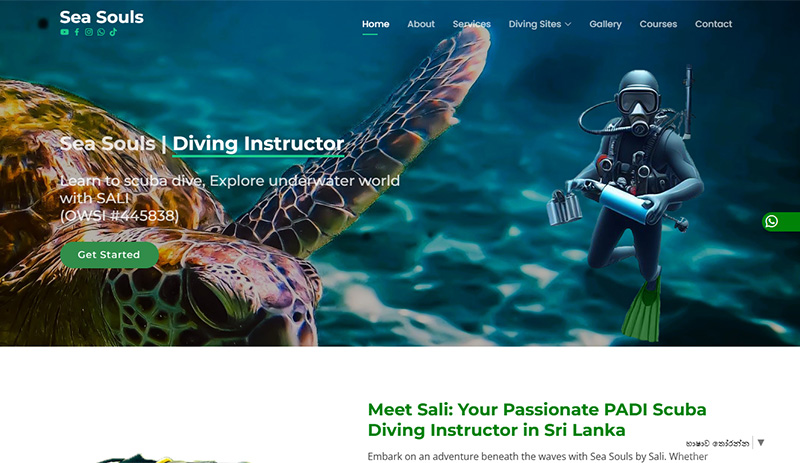 Sea Souls
Home About Services Diving Sites Gallery Courses Contact
Sea Souls | Diving Instructor
Learn to scuba dive, Explore underwater world
with SALI
(OWSI #445838)
Get Started
Meet Sali: Your Passionate PADI Scuba
Diving Instructor in Sri Lanka
භාෂාව තෝරන්න ▼
Embark on an adventure beneath the waves with Sea Souls by Sali. Whether